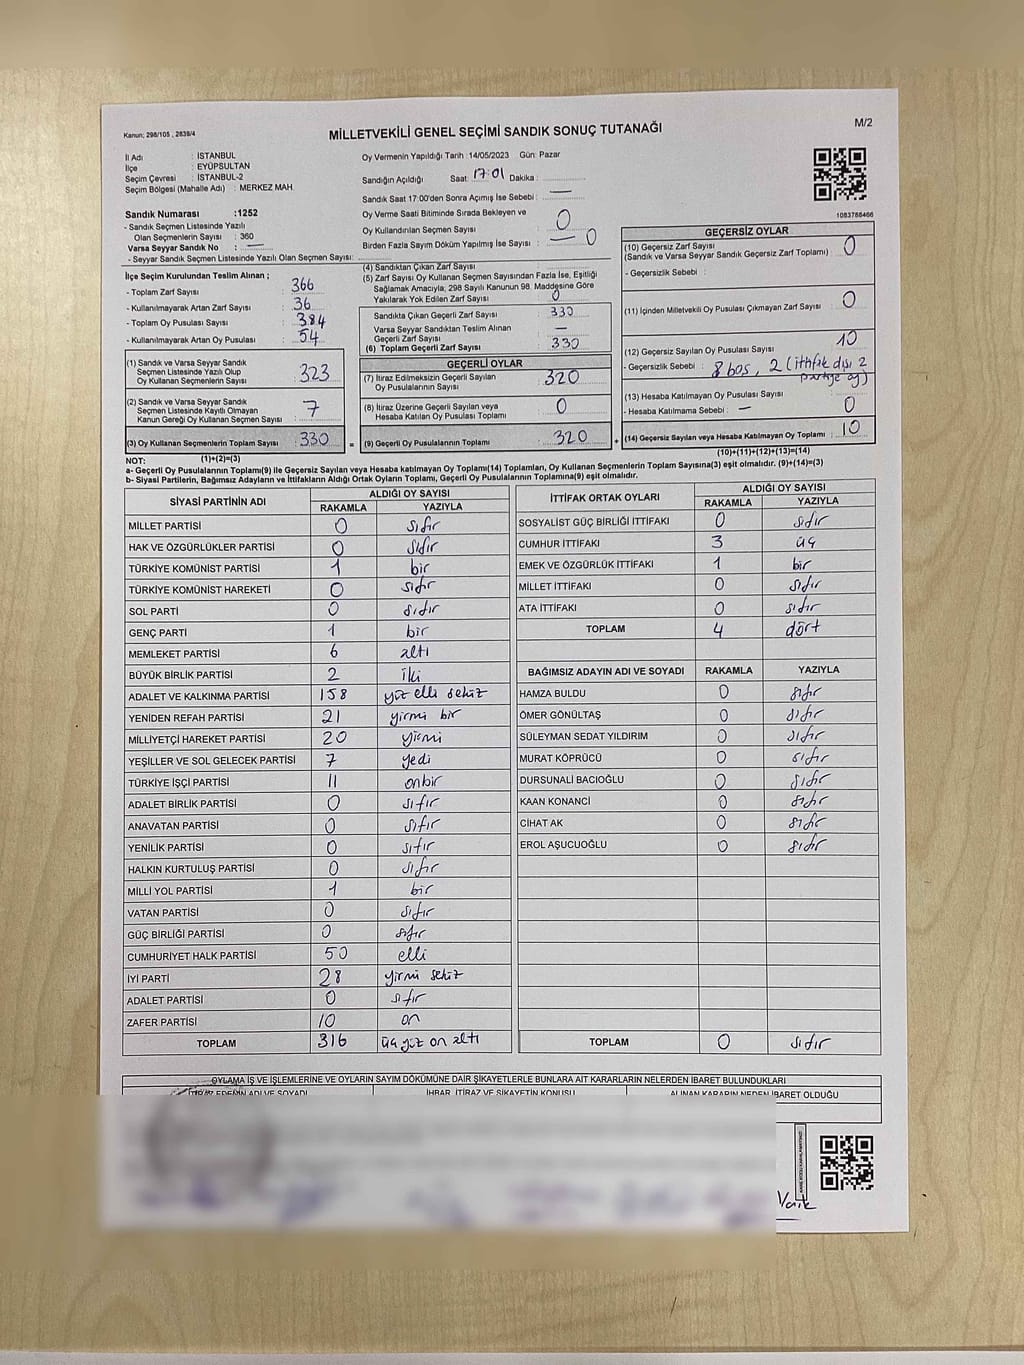 Kanun; 298/105 , 2839/4
MİLLETVEKİLİ GENEL SEÇİMİ SANDIK SONUÇ TUTANAĞI
M/2
İl Adı : İSTANBUL
İlçe : EYÜPSULTAN
Seçim Çevresi : İSTANBUL-2
Seçim Bölgesi (Mahalle Adı) : MERKEZ MAH.
Sandık Numarası :1252
- Sandık Seçmen Listesinde Yazılı
Olan Seçmenlerin Sayısı : 360
Varsa Seyyar Sandık No : —
- Seyyar Sandık Seçmen Listesinde Yazılı Olan Seçmen Sayısı:
Oy Vermenin Yapıldığı Tarih :14/05/2023 Gün: Pazar
Sandığın Açıldığı Saat: 17:01 Dakika:
Sandık Saat 17:00'den Sonra Açımış İse Sebebi : —
Oy Verme Saati Bitiminde Sırada Bekleyen ve
Oy Kullandırılan Seçmen Sayısı : 0
Birden Fazla Sayım Döküm Yapılmış İse Sayısı : — 0
1083788466
İlçe Seçim Kurulundan Teslim Alınan ;
- Toplam Zarf Sayısı : 366
- Kullanılmayarak Artan Zarf Sayısı : 36
- Toplam Oy Pusulası Sayısı : 384
- Kullanılmayarak Artan Oy Pusulası : 54
(1) Sandık ve Varsa Seyyar Sandık
Seçmen Listesinde Yazılı Olup
Oy Kullanan Seçmenlerin Sayısı : 323
(2) Sandık ve Varsa Seyyar Sandık
Seçmen Listesinde Kayıtlı Olmayan
Kanun Gereği Oy Kullanan Seçmen Sayısı : 7
(3) Oy Kullanan Seçmenlerin Toplam Sayısı : 330
(4) Sandıktan Çıkan Zarf Sayısı :
(5) Zarf Sayısı Oy Kullanan Seçmen Sayısından Fazla İse, Eşitliği
Sağlamak Amacıyla; 298 Sayılı Kanunun 98. Maddesine Göre
Yakılarak Yok Edilen Zarf Sayısı : 0
Sandıkta Çıkan Geçerli Zarf Sayısı : 330
Varsa Seyyar Sandıktan Teslim Alınan
Geçerli Zarf Sayısı : —
(6) Toplam Geçerli Zarf Sayısı : 330
GEÇERLİ OYLAR
(7) İtiraz Edilmeksizin Geçerli Sayılan
Oy Pusulalarının Sayısı : 320
(8) İtiraz Üzerine Geçerli Sayılan veya
Hesaba Katılan Oy Pusulası Toplamı : 0
= (9) Geçerli Oy Pusulalarının Toplamı : 320
GEÇERSİZ OYLAR
(10) Geçersiz Zarf Sayısı : 0
(Sandık ve Varsa Seyyar Sandık Geçersiz Zarf Toplamı)
- Geçersizlik Sebebi :
(11) İçinden Milletvekili Oy Pusulası Çıkmayan Zarf Sayısı : 0
(12) Geçersiz Sayılan Oy Pusulası Sayısı : 10
- Geçersizlik Sebebi : 8 boş, 2 (ittifak dışı 2
partiye oy)
(13) Hesaba Katılmayan Oy Pusulası Sayısı : 0
- Hesaba Katılmama Sebebi : —
+ (14) Geçersiz Sayılan veya Hesaba Katılmayan Oy Toplamı : 10
NOT: (1)+(2)=(3) (10)+(11)+(12)+(13)=(14)
a- Geçerli Oy Pusulalarının Toplamı(9) ile Geçersiz Sayılan veya Hesaba katılmayan Oy Toplamı(14) Toplamları, Oy Kullanan Seçmenlerin Toplam Sayısına(3) eşit olmalıdır. (9)+(14)=(3)
b- Siyasi Partilerin, Bağımsız Adayların ve İttifakların Aldığı Ortak Oyların Toplamı, Geçerli Oy Pusulalarının Toplamına(9) eşit olmalıdır.
SİYASİ PARTİNİN ADI ALDIĞI OY SAYISI
RAKAMLA YAZIYLA
MİLLET PARTİSİ 0 sıfır
HAK VE ÖZGÜRLÜKLER PARTİSİ 0 sıfır
TÜRKİYE KOMÜNİST PARTİSİ 1 bir
TÜRKİYE KOMÜNİST HAREKETİ 0 sıfır
SOL PARTİ 0 sıfır
GENÇ PARTİ 1 bir
MEMLEKET PARTİSİ 6 altı
BÜYÜK BİRLİK PARTİSİ 2 iki
ADALET VE KALKINMA PARTİSİ 158 yüz elli sekiz
YENİDEN REFAH PARTİSİ 21 yirmi bir
MİLLİYETÇİ HAREKET PARTİSİ 20 yirmi
YEŞİLLER VE SOL GELECEK PARTİSİ 7 yedi
TÜRKİYE İŞÇİ PARTİSİ 11 onbir
ADALET BİRLİK PARTİSİ 0 sıfır
ANAVATAN PARTİSİ 0 sıfır
YENİLİK PARTİSİ 0 sıfır
HALKIN KURTULUŞ PARTİSİ 0 sıfır
MİLLİ YOL PARTİSİ 1 bir
VATAN PARTİSİ 0 sıfır
GÜÇ BİRLİĞİ PARTİSİ 0 sıfır
CUMHURİYET HALK PARTİSİ 50 elli
İYİ PARTİ 28 yirmi sekiz
ADALET PARTİSİ 0 sıfır
ZAFER PARTİSİ 10 on
TOPLAM 316 üç yüz on altı
İTTİFAK ORTAK OYLARI ALDIĞI OY SAYISI
RAKAMLA YAZIYLA
SOSYALİST GÜÇ BİRLİĞİ İTTİFAKI 0 sıfır
CUMHUR İTTİFAKI 3 üç
EMEK VE ÖZGÜRLÜK İTTİFAKI 1 bir
MİLLET İTTİFAKI 0 sıfır
ATA İTTİFAKI 0 sıfır
TOPLAM 4 dört
BAĞIMSIZ ADAYIN ADI VE SOYADI RAKAMLA YAZIYLA
HAMZA BULDU 0 sıfır
ÖMER GÖNÜLTAŞ 0 sıfır
SÜLEYMAN SEDAT YILDIRIM 0 sıfır
MURAT KÖPRÜCÜ 0 sıfır
DURSUNALİ BACIOĞLU 0 sıfır
KAAN KONANCİ 0 sıfır
CİHAT AK 0 sıfır
EROL AŞUCUOĞLU 0 sıfır
TOPLAM 0 sıfır
OYLAMA İŞ VE İŞLEMLERİNE VE OYLARIN SAYIM DÖKÜMÜNE DAİR ŞİKAYETLERLE BUNLARA AİT KARARLARIN NELERDEN İBARET BULUNDUKLARI
İTİRAZ EDENİN ADI VE SOYADI İHBAR, İTİRAZ VE ŞİKAYETİN KONUSU ALINAN KARARIN NEDEN İBARET OLDUĞU